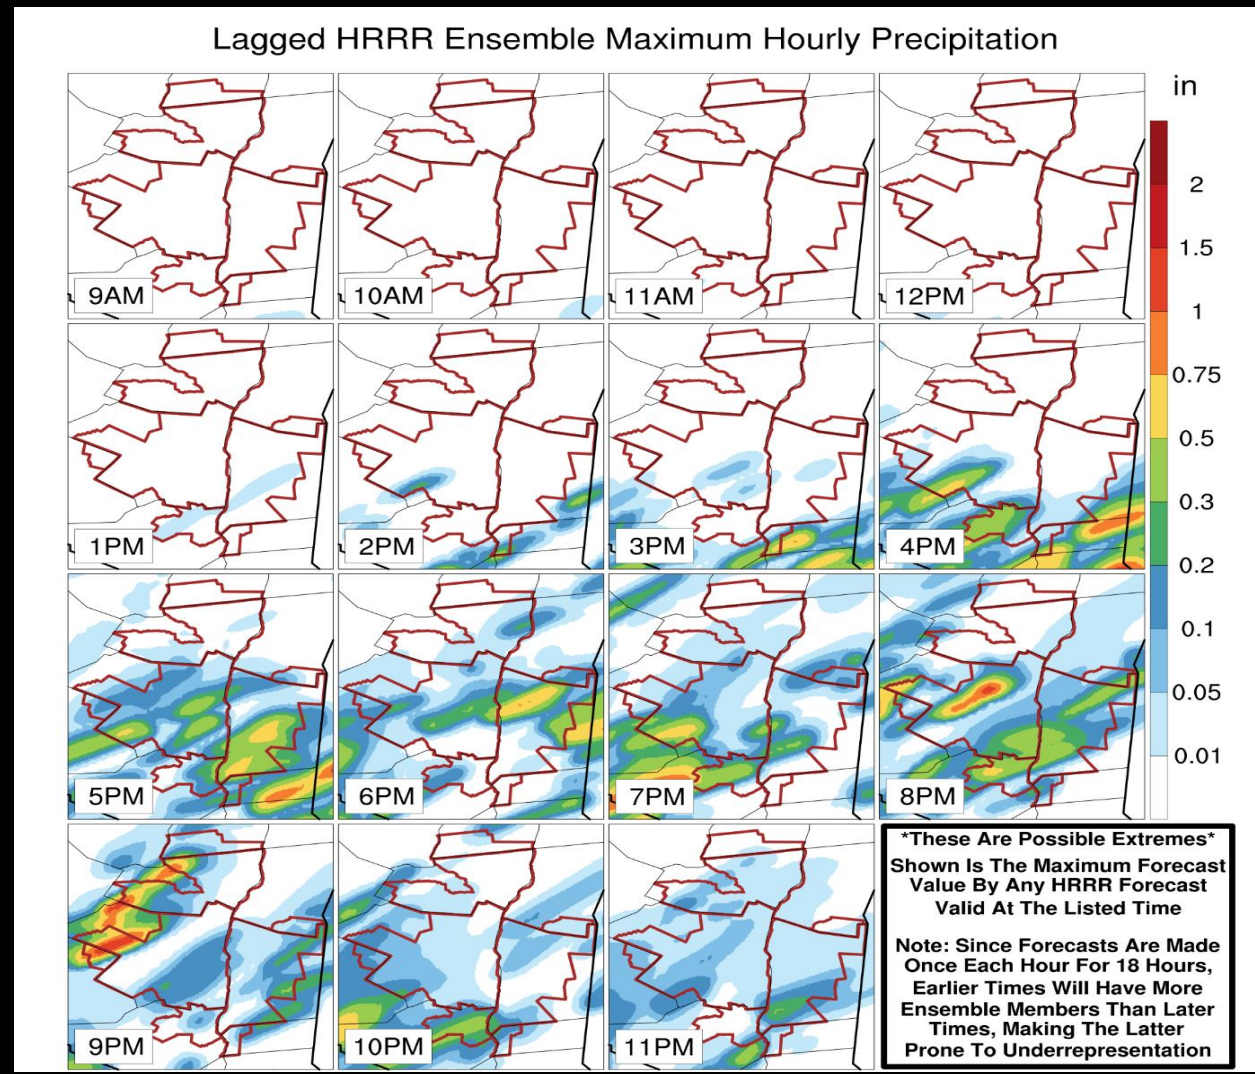 Lagged HRRR Ensemble Maximum Hourly Precipitation
in
9AM
10AM
11AM
12PM
2
1.5
1
0.75
0.5
0.3
0.2
0.1
0.05
0.01
1PM
2PM
3PM
4PM
5PM
6PM
7PM
8PM
9PM
10PM
11PM
*These Are Possible Extremes*
Shown Is The Maximum Forecast
Value By Any HRRR Forecast
Valid At The Listed Time
Note: Since Forecasts Are Made
Once Each Hour For 18 Hours,
Earlier Times Will Have More
Ensemble Members Than Later
Times, Making The Latter
Prone To Underrepresentation